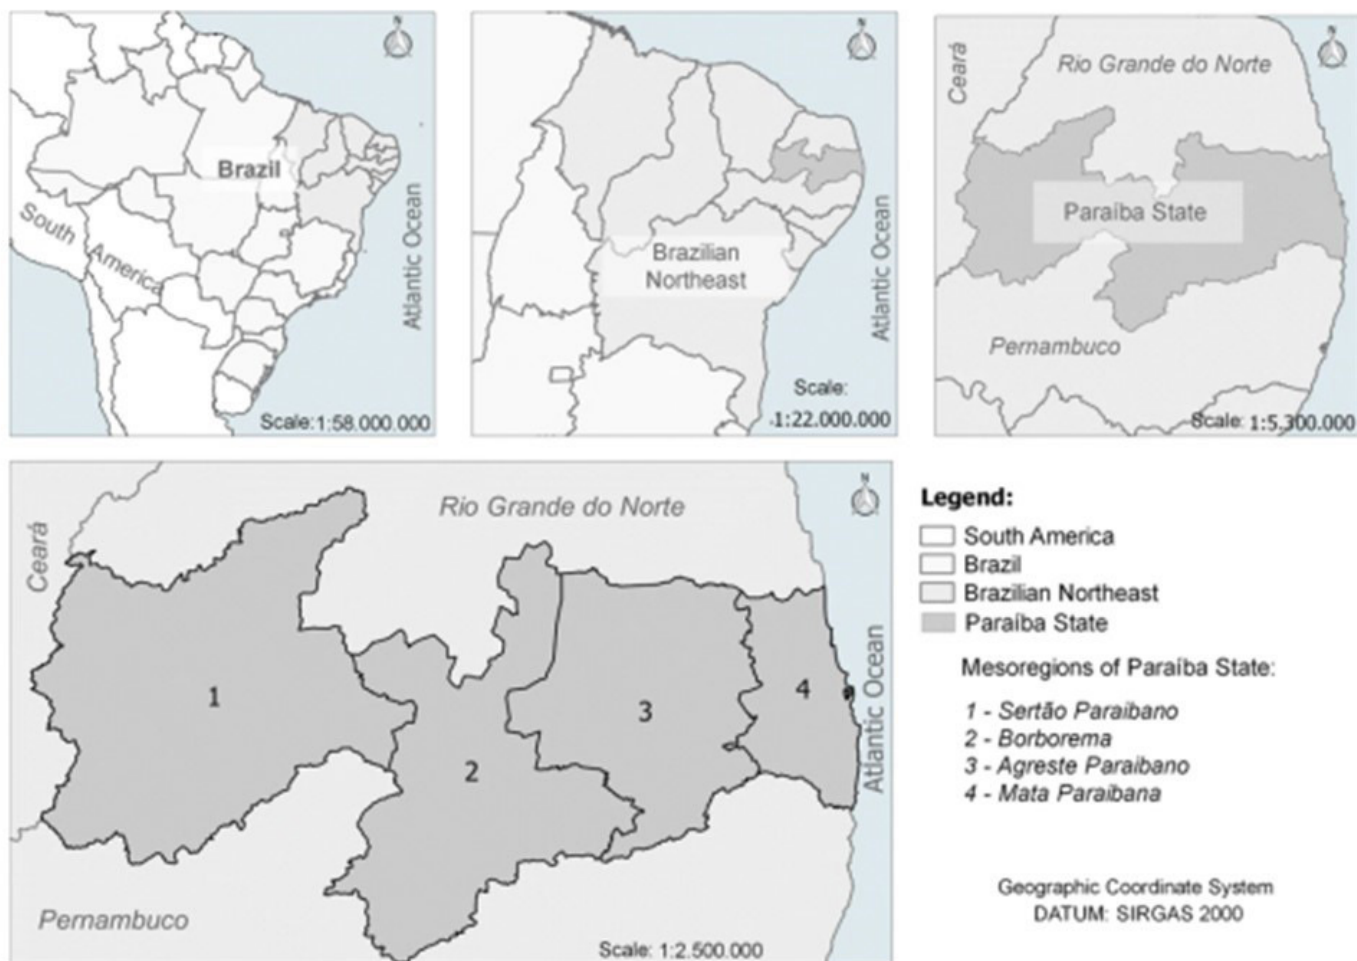 N
Brazil
South America
Atlantic Ocean
Scale: 1:58.000.000
N
Brazilian
Northeast
Atlantic Ocean
Scale:
1:22.000.000
N
Ceará
Rio Grande do Norte
Paraíba State
Pernambuco
Scale: 1:5.300.000
N
Ceará
Rio Grande do Norte
1
2
3
4
Atlantic Ocean
Pernambuco
Scale: 1:2.500.000
Legend:
South America
Brazil
Brazilian Northeast
Paraíba State
Mesoregions of Paraíba State:
1 - Sertão Paraibano
2 - Borborema
3 - Agreste Paraibano
4 - Mata Paraibana
Geographic Coordinate System
DATUM: SIRGAS 2000